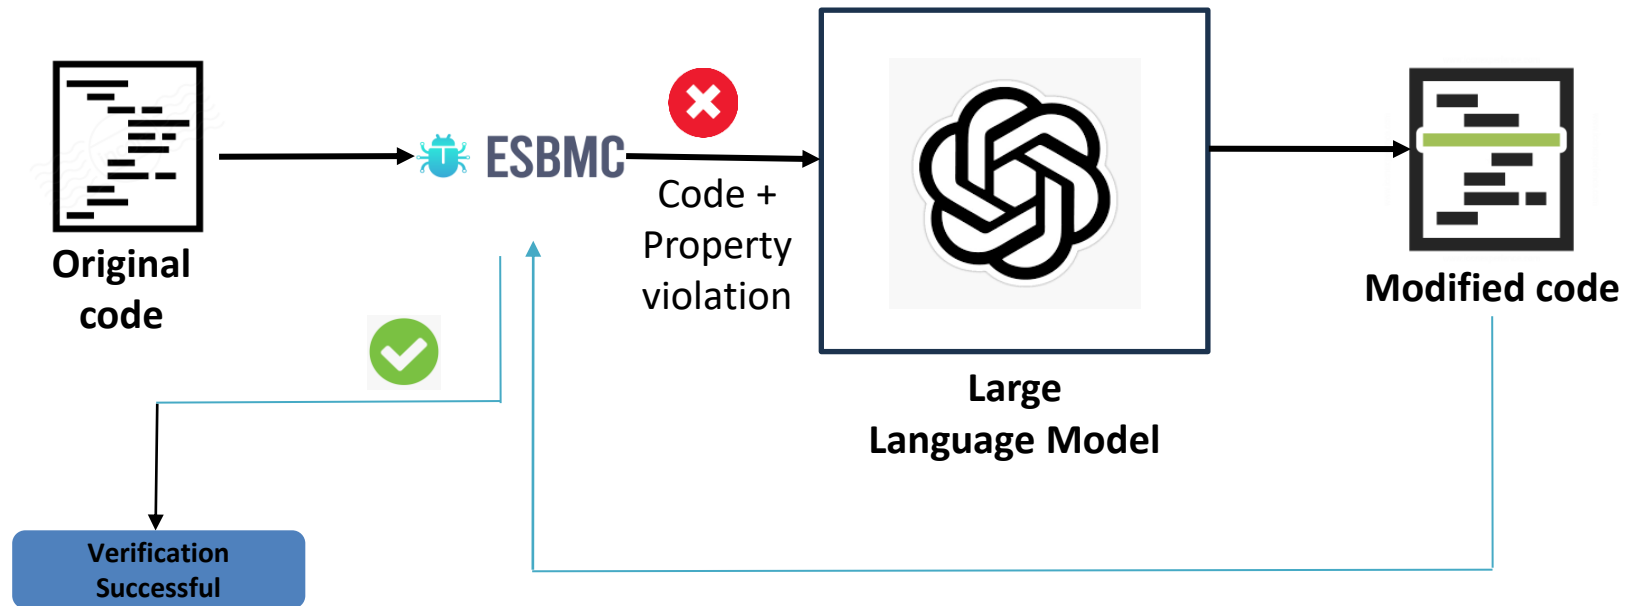 Original
code
ESBMC
Code +
Property
violation
Large
Language Model
Modified code
Verification
Successful